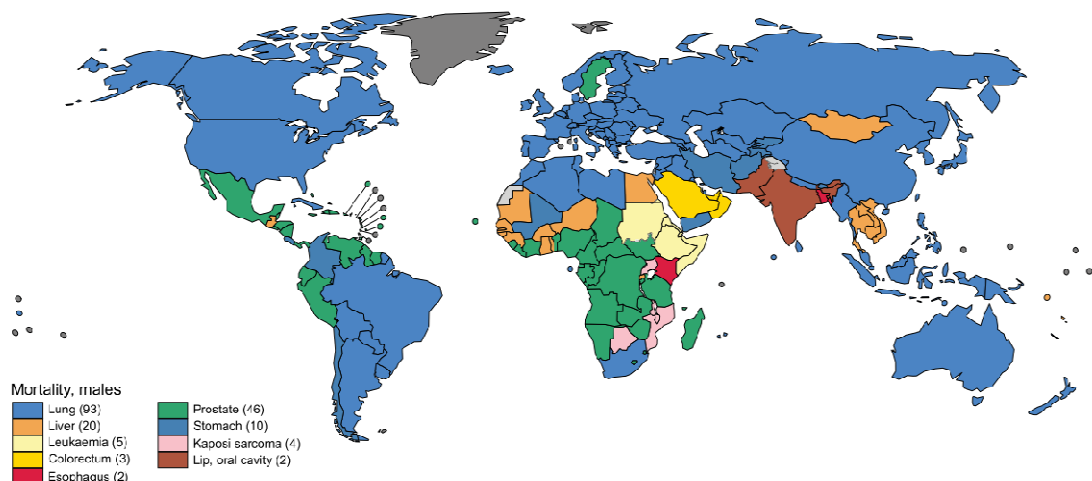 Mortality, males
Lung (93)
Liver (20)
Leukaemia (5)
Colorectum (3)
Esophagus (2)
Prostate (46)
Stomach (10)
Kaposi sarcoma (4)
Lip, oral cavity (2)